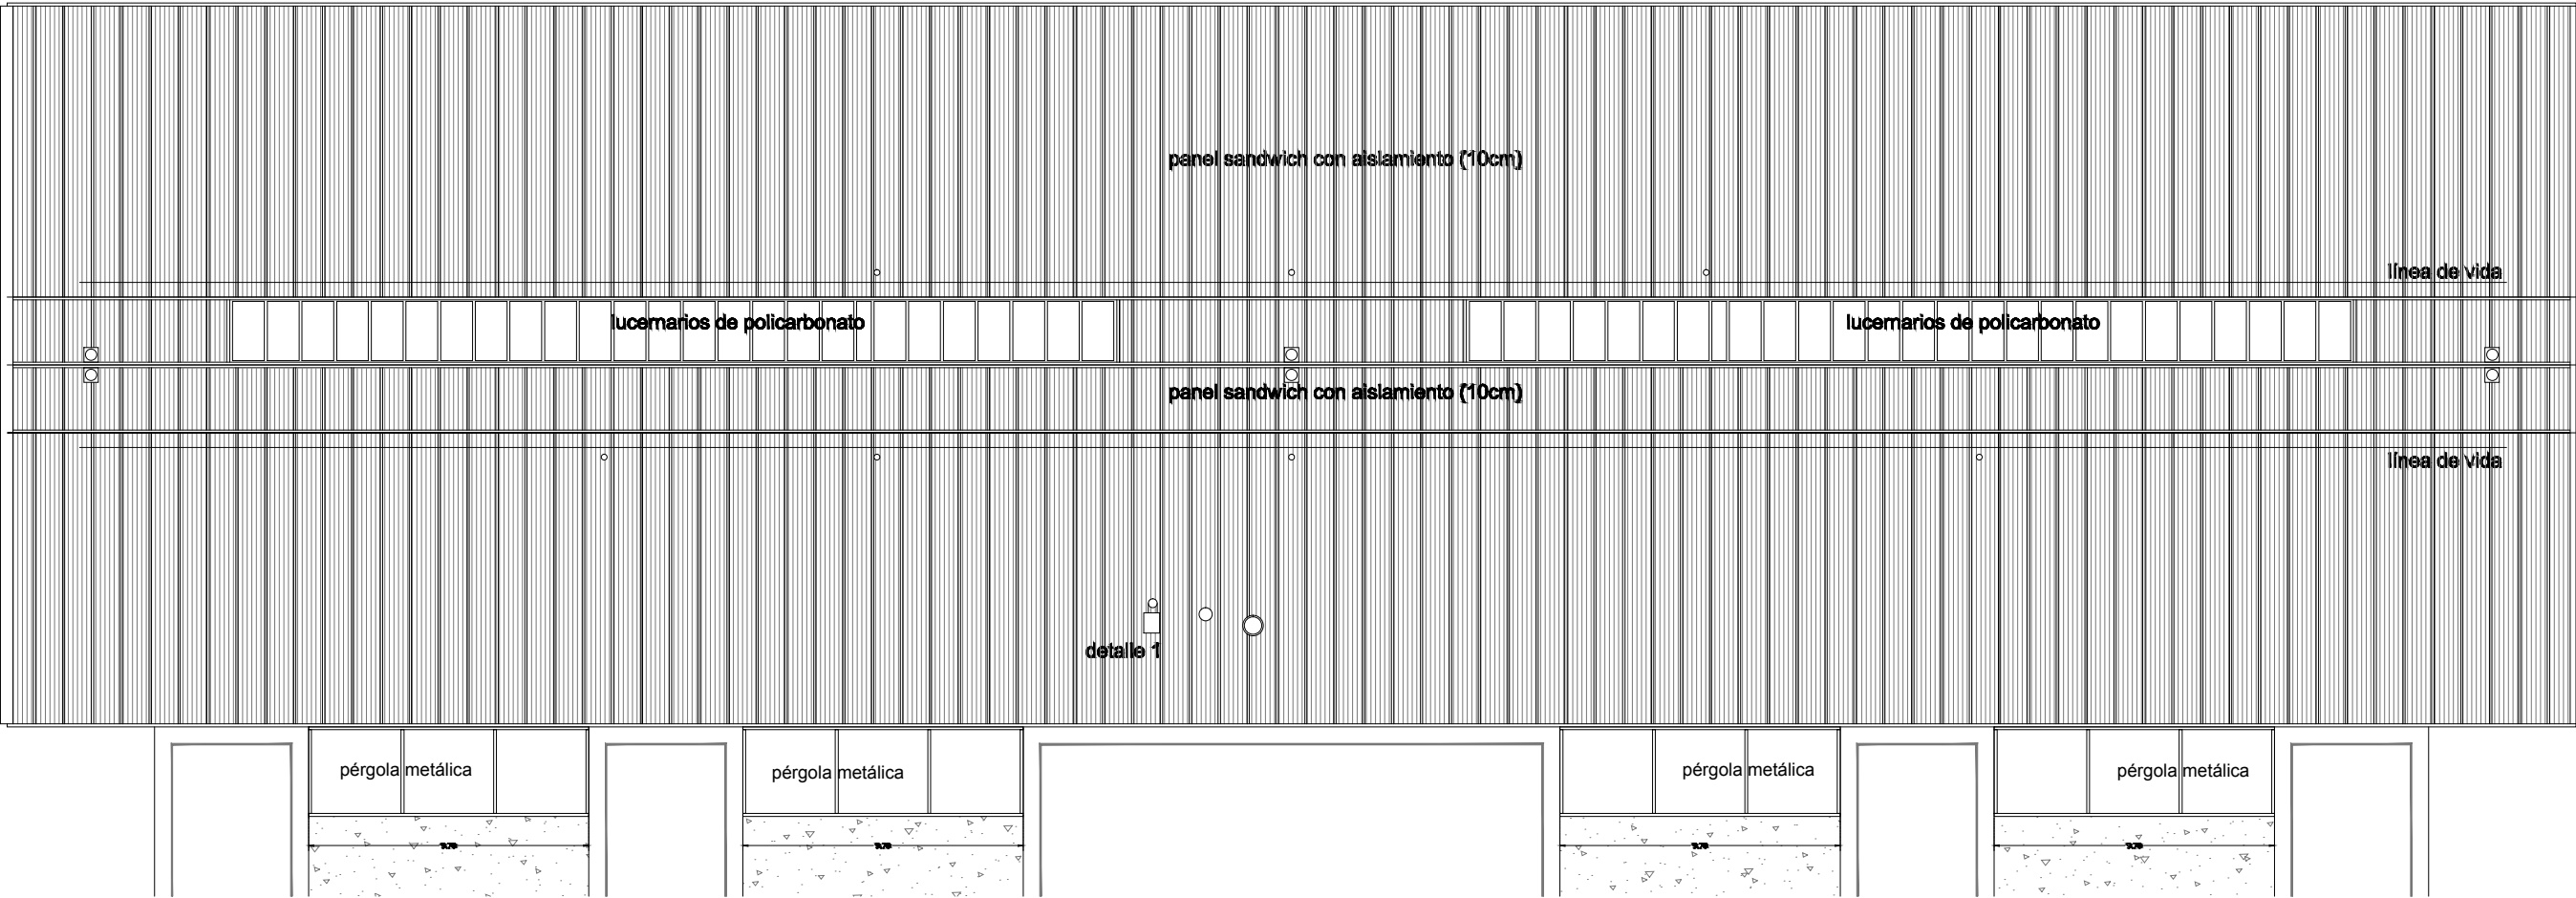 panel sandwich con aislamiento (10cm)
línea de vida
lucernarios de policarbonato
lucernarios de policarbonato
panel sandwich con aislamiento (10cm)
línea de vida
detalle 1
pérgola metálica
pérgola metálica
pérgola metálica
pérgola metálica